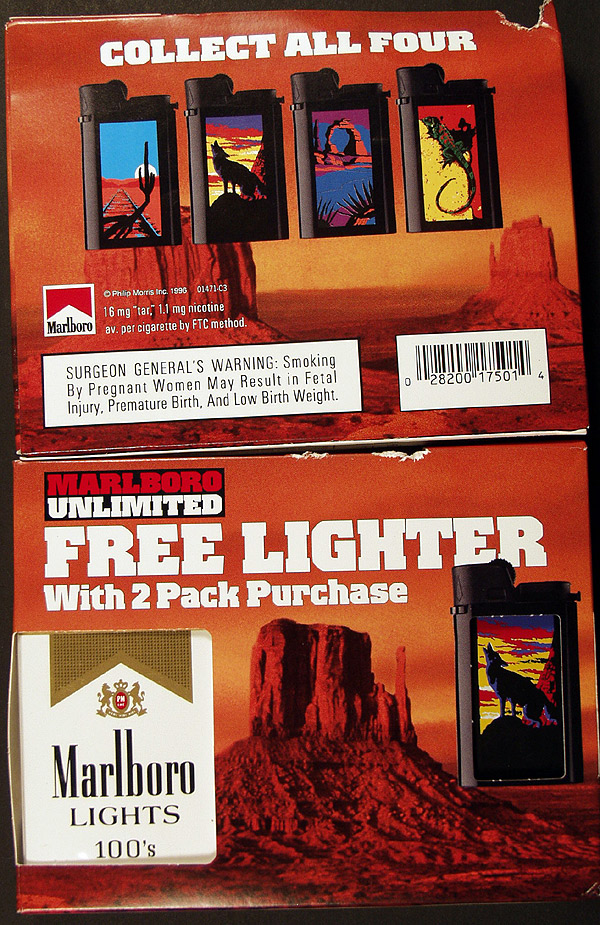 COLLECT ALL FOUR
Marlboro
© Philip Morris Inc. 1996 01471-C3
16 mg "tar," 1.1 mg nicotine
av. per cigarette by FTC method.
SURGEON GENERAL'S WARNING: Smoking
By Pregnant Women May Result in Fetal
Injury, Premature Birth, And Low Birth Weight.
0 28200 17501 4
MARLBORO
UNLIMITED
FREE LIGHTER
With 2 Pack Purchase
PM
Marlboro
LIGHTS
100's